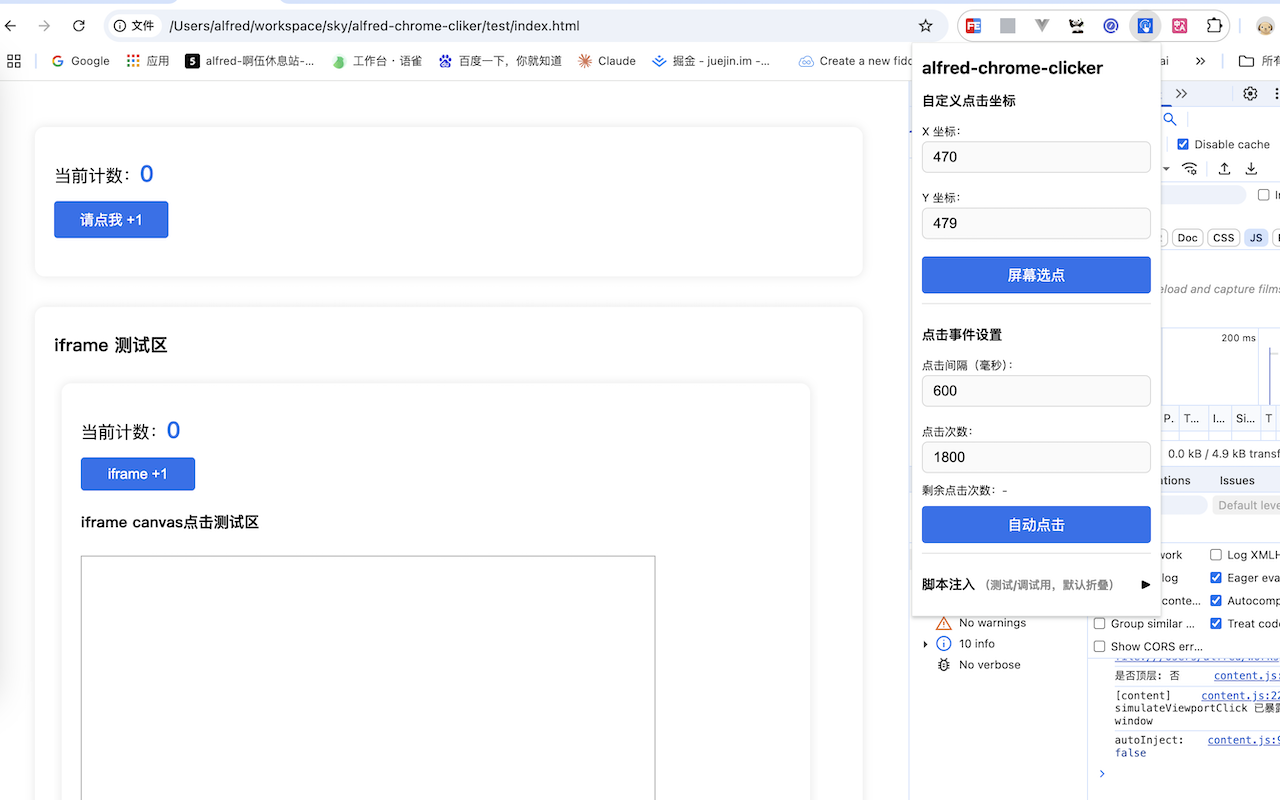 文件 /Users/alfred/workspace/sky/alfred-chrome-cliker/test/index.html
Google 应用 alfred-啊伍休息站-... 工作台 · 语雀 百度一下，你就知道 Claude 掘金 - juejin.im -... Create a new fidd ai 所有
alfred-chrome-clicker
自定义点击坐标
X 坐标:
470
Y 坐标:
479
屏幕选点
点击事件设置
点击间隔（毫秒）:
600
点击次数:
1800
剩余点击次数: -
自动点击
脚本注入 （测试/调试用，默认折叠）
当前计数： 0
请点我 +1
iframe 测试区
当前计数： 0
iframe +1
iframe canvas点击测试区
Disable cache
Doc CSS JS
eload and capture films
200 ms
P. T... I... Si... T
0.0 kB / 4.9 kB transf
tions Issues
Default leve
work Log XMLH
log Eager eva
conte... Autocomp
Group similar ... Treat code
Show CORS err...
No warnings
10 info
No verbose
是否顶层: 否 content.js:
[content] content.js:22
simulateViewportClick 已暴露
window
autoInject: content.js:9
false